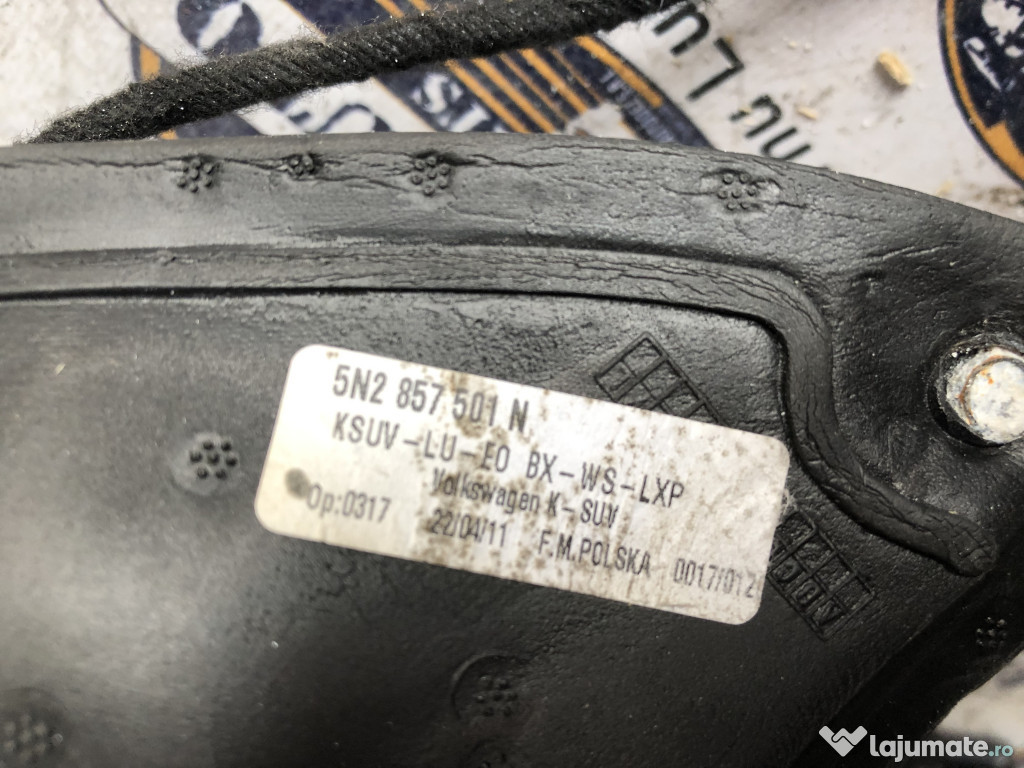 5N2 857 501 N
KSUV-LU-EO BX-WS-LXP
Volkswagen K-SUV
Op:0317 22/04/11 F.M.POLSKA 0017/012
lajumate.ro